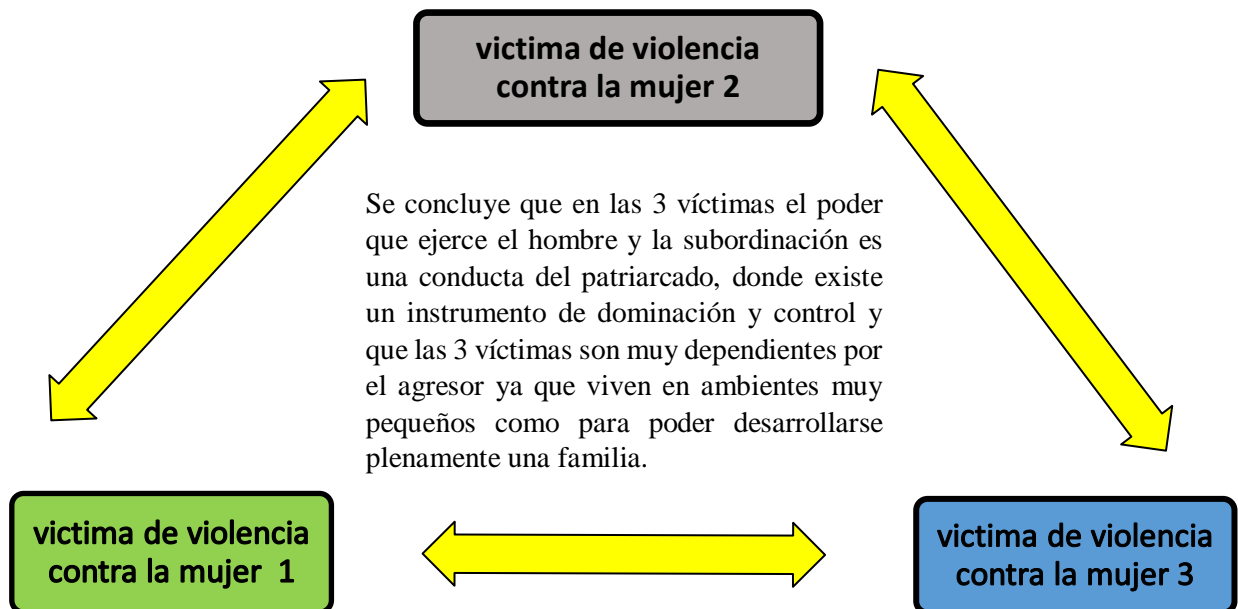 victima de violencia
contra la mujer 2
Se concluye que en las 3 víctimas el poder
que ejerce el hombre y la subordinación es
una conducta del patriarcado, donde existe
un instrumento de dominación y control y
que las 3 víctimas son muy dependientes por
el agresor ya que viven en ambientes muy
pequeños como para poder desarrollarse
plenamente una familia.
victima de violencia
contra la mujer 1
victima de violencia
contra la mujer 3